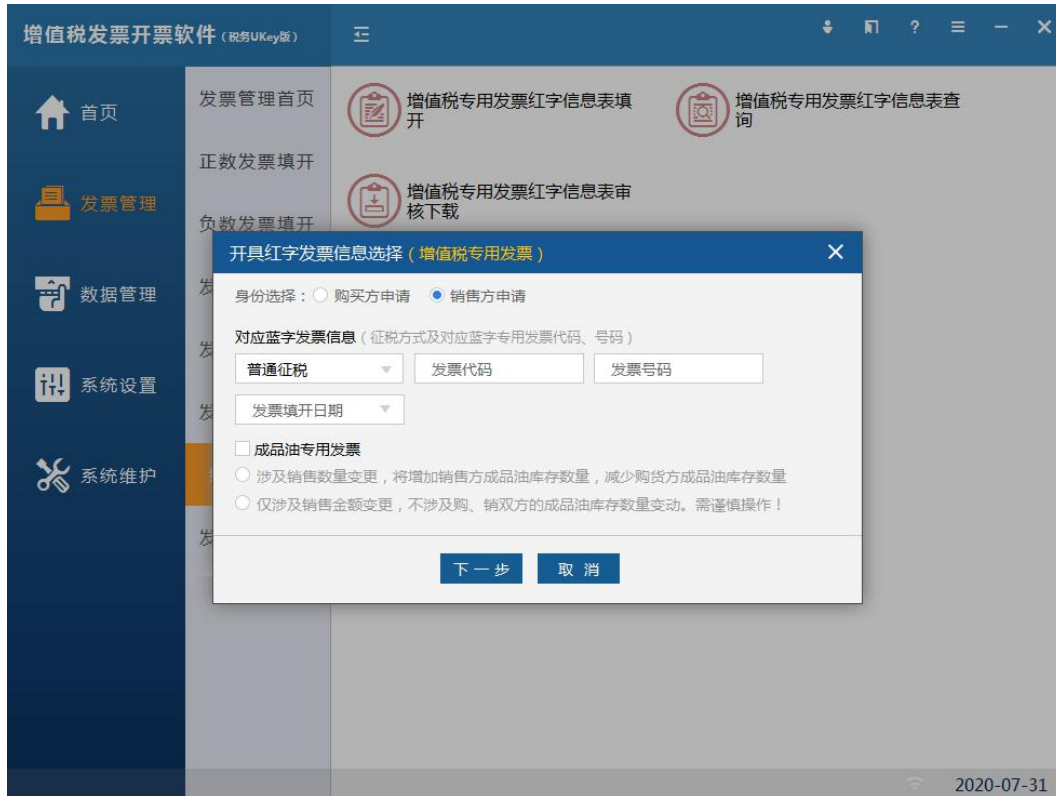 增值税发票开票软件（税务UKey版）
?
首页
发票管理
数据管理
系统设置
系统维护
发票管理首页
正数发票填开
负数发票填开
发
发
发
发
增值税专用发票红字信息表填
开
增值税专用发票红字信息表查
询
增值税专用发票红字信息表审
核下载
开具红字发票信息选择（增值税专用发票）
身份选择： 购买方申请 销售方申请
对应蓝字发票信息（征税方式及对应蓝字专用发票代码、号码）
普通征税 发票代码 发票号码
发票填开日期
成品油专用发票
涉及销售数量变更，将增加销售方成品油库存数量，减少购货方成品油库存数量
仅涉及销售金额变更，不涉及购、销双方的成品油库存数量变动。需谨慎操作！
下一步 取 消
2020-07-31